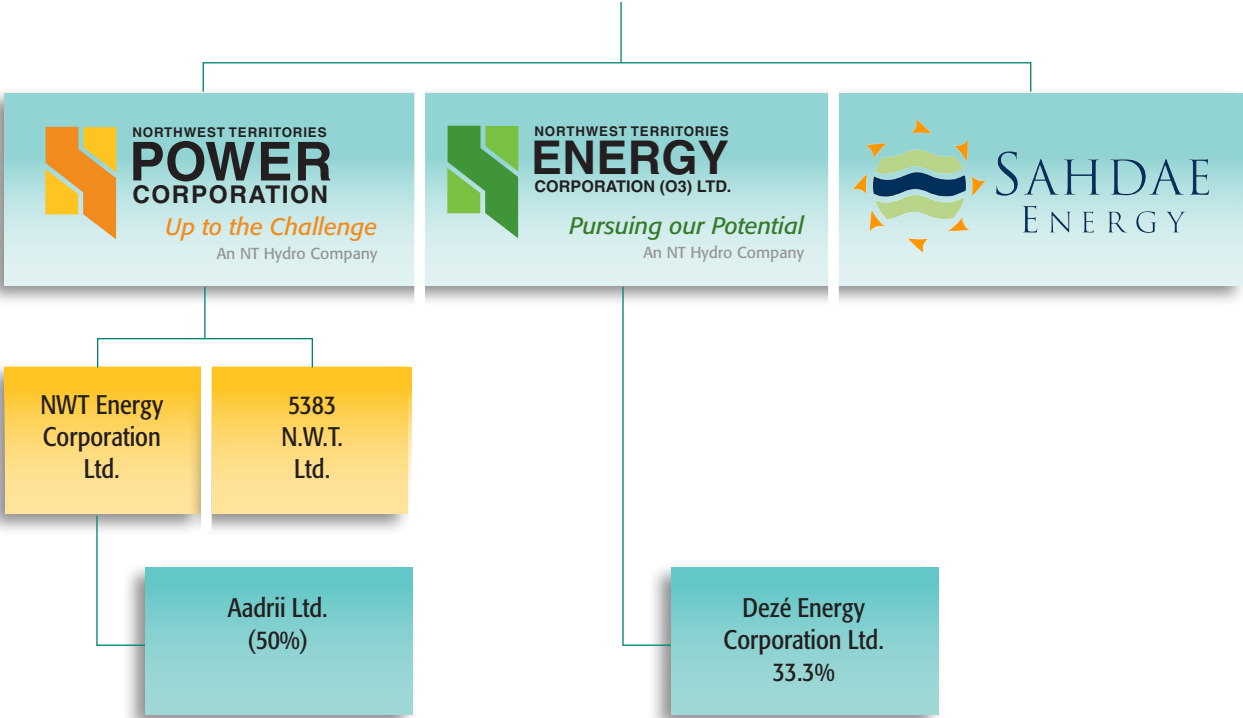 NORTHWEST TERRITORIES
POWER
CORPORATION
Up to the Challenge
An NT Hydro Company
NORTHWEST TERRITORIES
ENERGY
CORPORATION (O3) LTD.
Pursuing our Potential
An NT Hydro Company
SAHDAE
ENERGY
NWT Energy
Corporation
Ltd.
5383
N.W.T.
Ltd.
Aadrii Ltd.
(50%)
Dezé Energy
Corporation Ltd.
33.3%